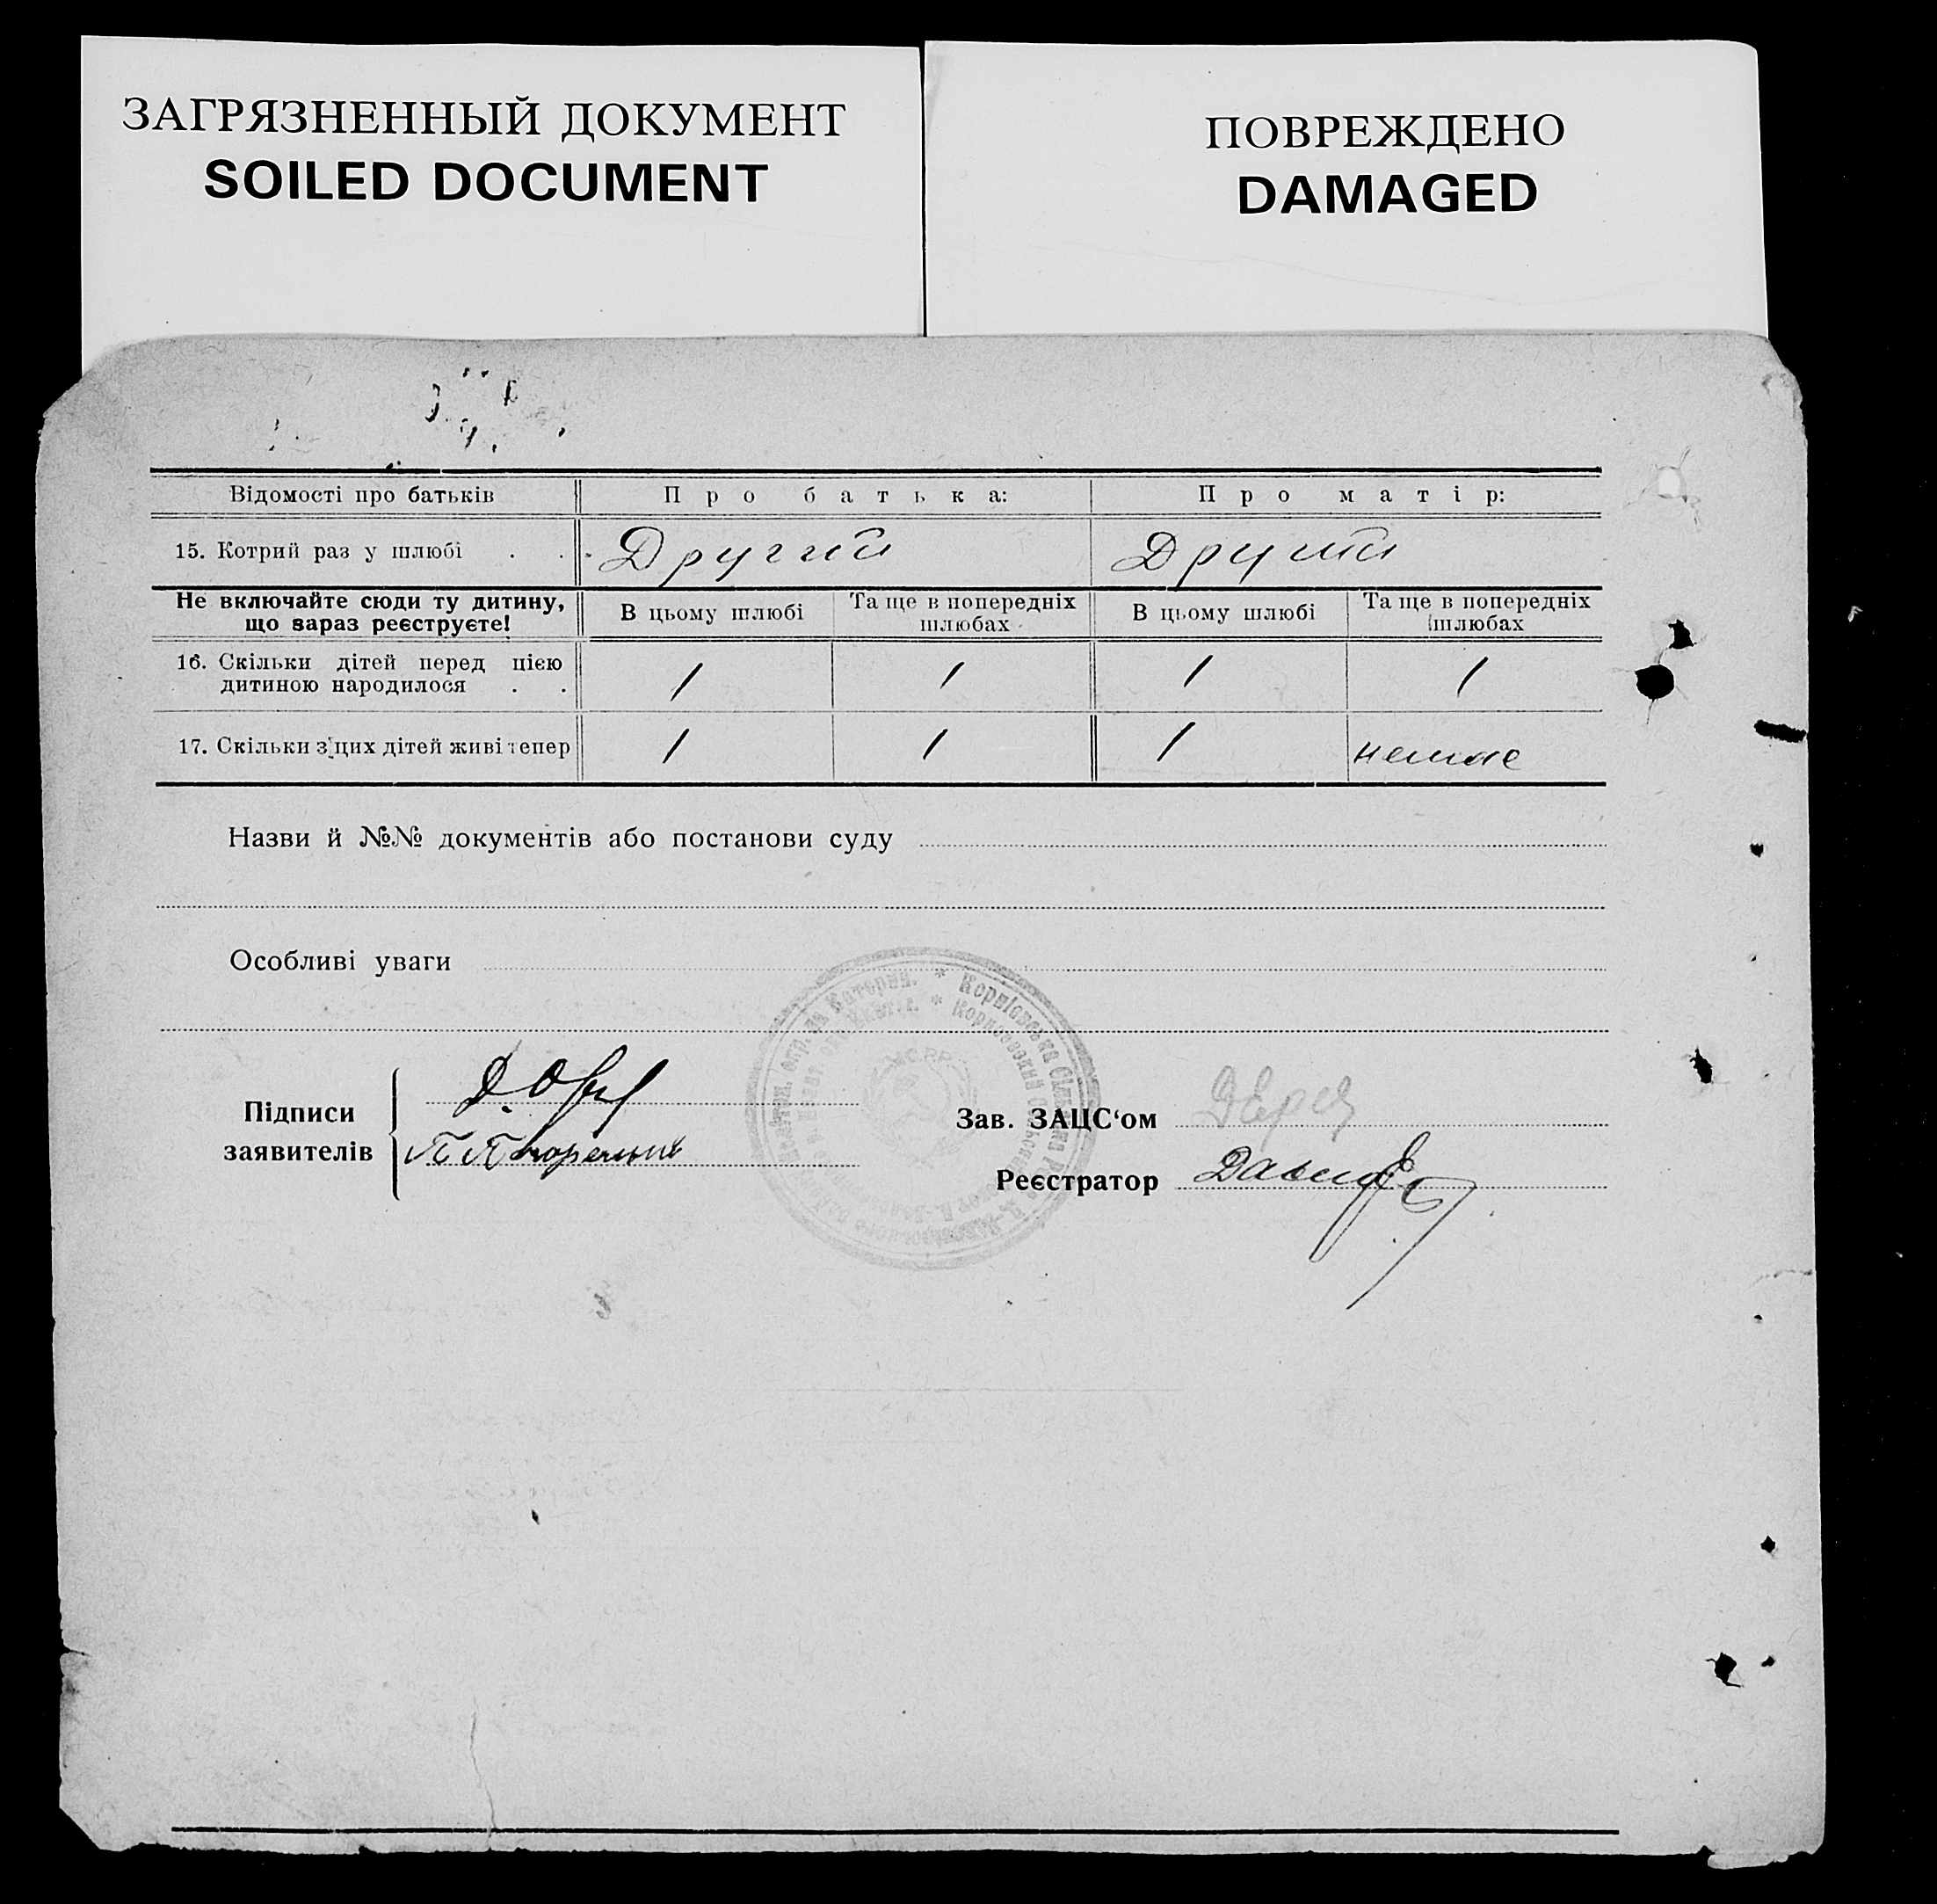 ЗАГРЯЗНЕННЫЙ ДОКУМЕНТ
SOILED DOCUMENT
ПОВРЕЖДЕНО
DAMAGED
Відомості про батьків Про батька: Про матір:
15. Котрий раз у шлюбі . . . Другий Другий
Не включайте сюди ту дитину, що зараз реєструєте! В цьому шлюбі Та ще в попередніх шлюбах В цьому шлюбі Та ще в попередніх шлюбах
16. Скільки дітей перед цією
дитиною народилося . . 1 1 1 1
17. Скільки з цих дітей живі тепер 1 1 1 немає
Назви й №№ документів або постанови суду
Особливі уваги
Підписи
заявителів
Зав. ЗАЦС‘ом
Реєстратор